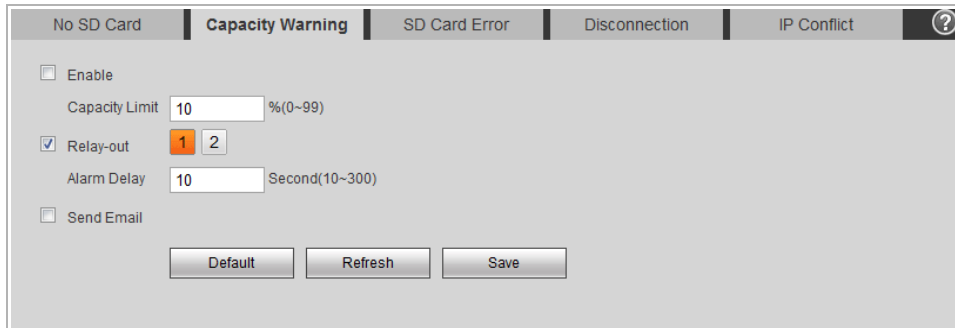 No SD Card Capacity Warning SD Card Error Disconnection IP Conflict ?
Enable
Capacity Limit 10 %(0~99)
Relay-out 1 2
Alarm Delay 10 Second(10~300)
Send Email
Default Refresh Save